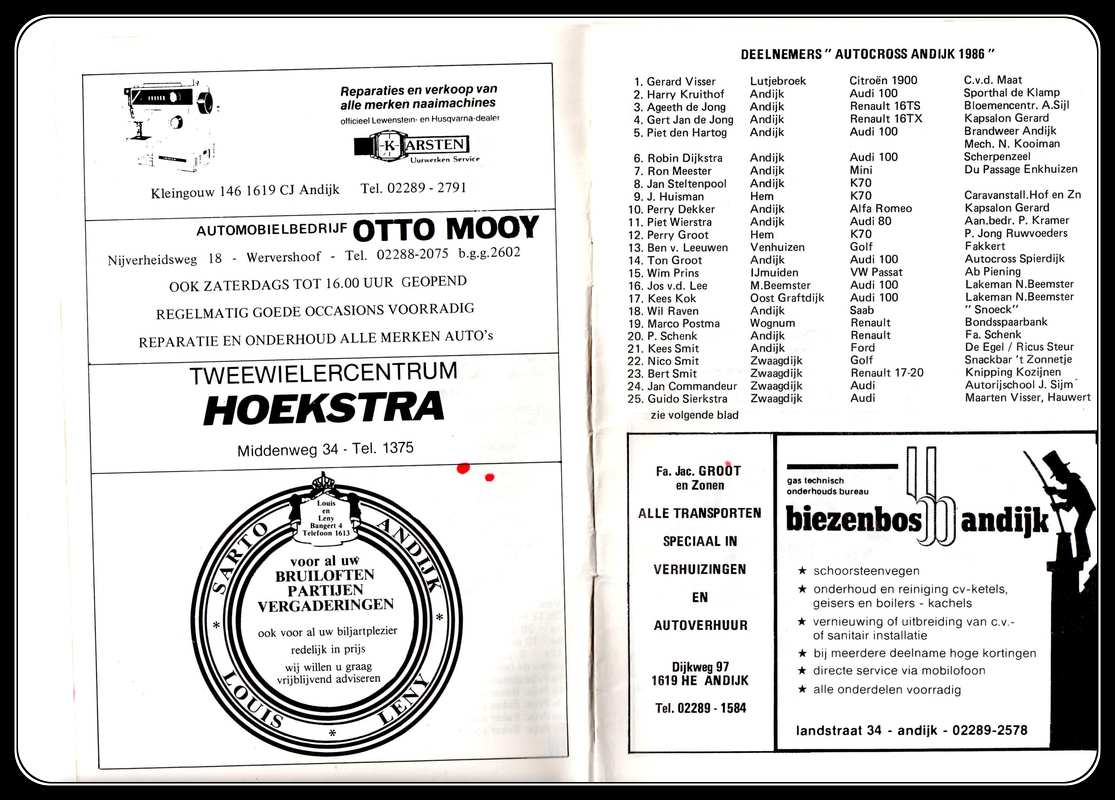 Reparaties en verkoop van
alle merken naaimachines
officieel Lewenstein- en Husqvarna-dealer
-K-ARSTEN
Uurwerken Service
Kleingouw 146 1619 CJ Andijk Tel. 02289 - 2791
AUTOMOBIELBEDRIJF OTTO MOOY
Nijverheidsweg 18 - Wervershoof - Tel. 02288-2075 b.g.g.2602
OOK ZATERDAGS TOT 16.00 UUR GEOPEND
REGELMATIG GOEDE OCCASIONS VOORRADIG
REPARATIE EN ONDERHOUD ALLE MERKEN AUTO's
TWEEWIELERCENTRUM
HOEKSTRA
Middenweg 34 - Tel. 1375
Louis
en
Leny
Bangert 4
Telefoon 1613
SARTO ANDIJK
* LOUIS * LENY *
voor al uw
BRUILOFTEN
PARTIJEN
VERGADERINGEN
ook voor al uw biljartplezier
redelijk in prijs
wij willen u graag
vrijblijvend adviseren
DEELNEMERS " AUTOCROSS ANDIJK 1986 "
1. Gerard Visser Lutjebroek Citroën 1900 C.v.d. Maat
2. Harry Kruithof Andijk Audi 100 Sporthal de Klamp
3. Ageeth de Jong Andijk Renault 16TS Bloemencentr. A.Sijl
4. Gert Jan de Jong Andijk Renault 16TX Kapsalon Gerard
5. Piet den Hartog Andijk Audi 100 Brandweer Andijk
Mech. N. Kooiman
6. Robin Dijkstra Andijk Audi 100 Scherpenzeel
7. Ron Meester Andijk Mini Du Passage Enkhuizen
8. Jan Steltenpool Andijk K70
9. J. Huisman Hem K70 Caravanstall.Hof en Zn
10. Perry Dekker Andijk Alfa Romeo Kapsalon Gerard
11. Piet Wierstra Andijk Audi 80 Aan.bedr. P. Kramer
12. Perry Groot Hem K70 P. Jong Ruwvoeders
13. Ben v. Leeuwen Venhuizen Golf Fakkert
14. Ton Groot Andijk Audi 100 Autocross Spierdijk
15. Wim Prins IJmuiden VW Passat Ab Piening
16. Jos v.d. Lee M.Beemster Audi 100 Lakeman N.Beemster
17. Kees Kok Oost Graftdijk Audi 100 Lakeman N.Beemster
18. Wil Raven Andijk Saab " Snoeck"
19. Marco Postma Wognum Renault Bondsspaarbank
20. P. Schenk Andijk Renault Fa. Schenk
21. Kees Smit Andijk Ford De Egel / Ricus Steur
22. Nico Smit Zwaagdijk Golf Snackbar 't Zonnetje
23. Bert Smit Zwaagdijk Renault 17-20 Knipping Kozijnen
24. Jan Commandeur Zwaagdijk Audi Autorijschool J. Sijm
25. Guido Sierkstra Zwaagdijk Audi Maarten Visser, Hauwert
zie volgende blad
Fa. Jac. GROOT
en Zonen
ALLE TRANSPORTEN
SPECIAAL IN
VERHUIZINGEN
EN
AUTOVERHUUR
Dijkweg 97
1619 HE ANDIJK
Tel. 02289 - 1584
gas technisch
onderhouds bureau
biezenbos bb andijk
★ schoorsteenvegen
★ onderhoud en reiniging cv-ketels,
geisers en boilers - kachels
★ vernieuwing of uitbreiding van c.v.-
of sanitair installatie
★ bij meerdere deelname hoge kortingen
★ directe service via mobilofoon
★ alle onderdelen voorradig
landstraat 34 - andijk - 02289-2578